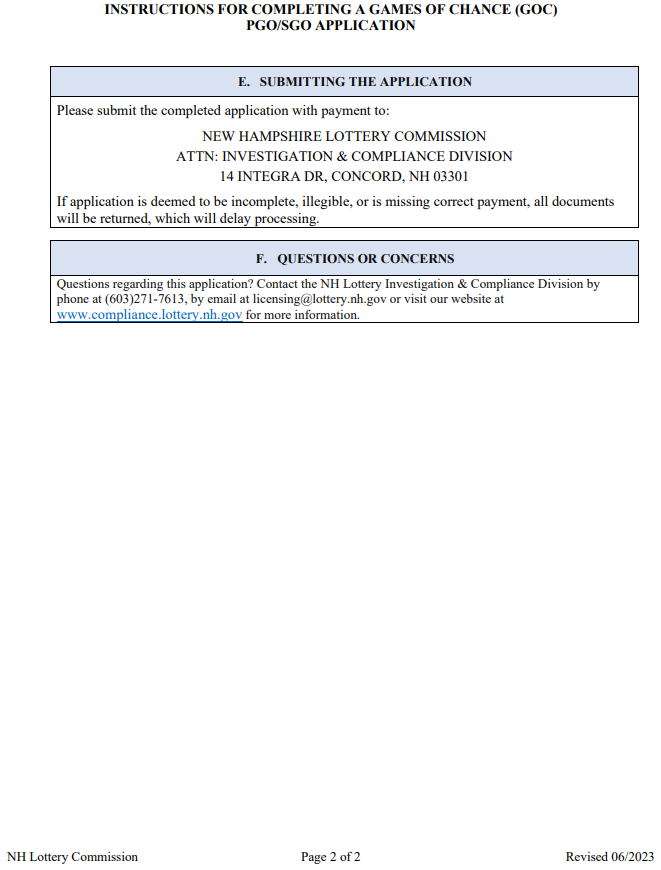 INSTRUCTIONS FOR COMPLETING A GAMES OF CHANCE (GOC)
PGO/SGO APPLICATION
E. SUBMITTING THE APPLICATION
Please submit the completed application with payment to:
NEW HAMPSHIRE LOTTERY COMMISSION
ATTN: INVESTIGATION & COMPLIANCE DIVISION
14 INTEGRA DR, CONCORD, NH 03301
If application is deemed to be incomplete, illegible, or is missing correct payment, all documents
will be returned, which will delay processing.
F. QUESTIONS OR CONCERNS
Questions regarding this application? Contact the NH Lottery Investigation & Compliance Division by
phone at (603)271-7613, by email at licensing@lottery.nh.gov or visit our website at
www.compliance.lottery.nh.gov for more information.
NH Lottery Commission Page 2 of 2 Revised 06/2023